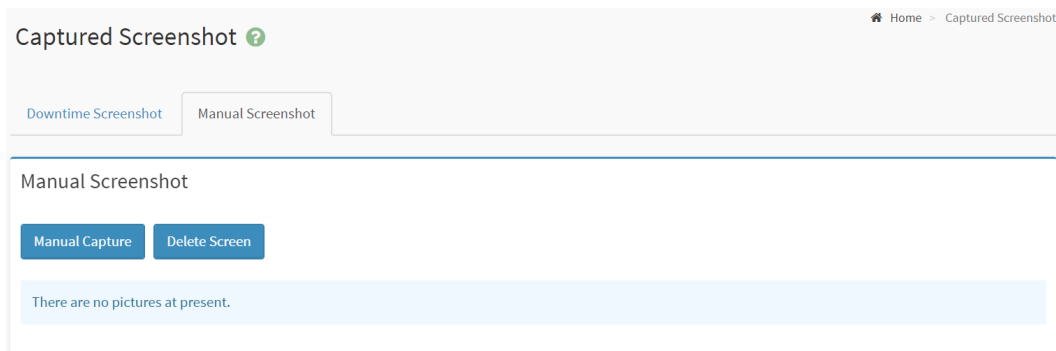 Home > Captured Screenshot
Captured Screenshot
Downtime Screenshot Manual Screenshot
Manual Screenshot
Manual Capture Delete Screen
There are no pictures at present.